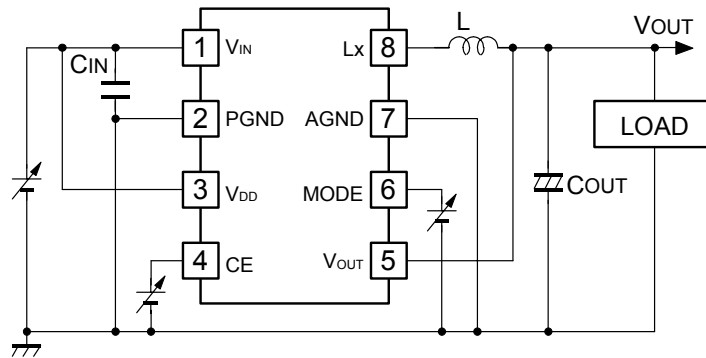 L
VOUT
CIN
1
VIN
Lx
8
2
PGND
AGND
7
LOAD
3
VDD
MODE
6
COUT
4
CE
VOUT
5